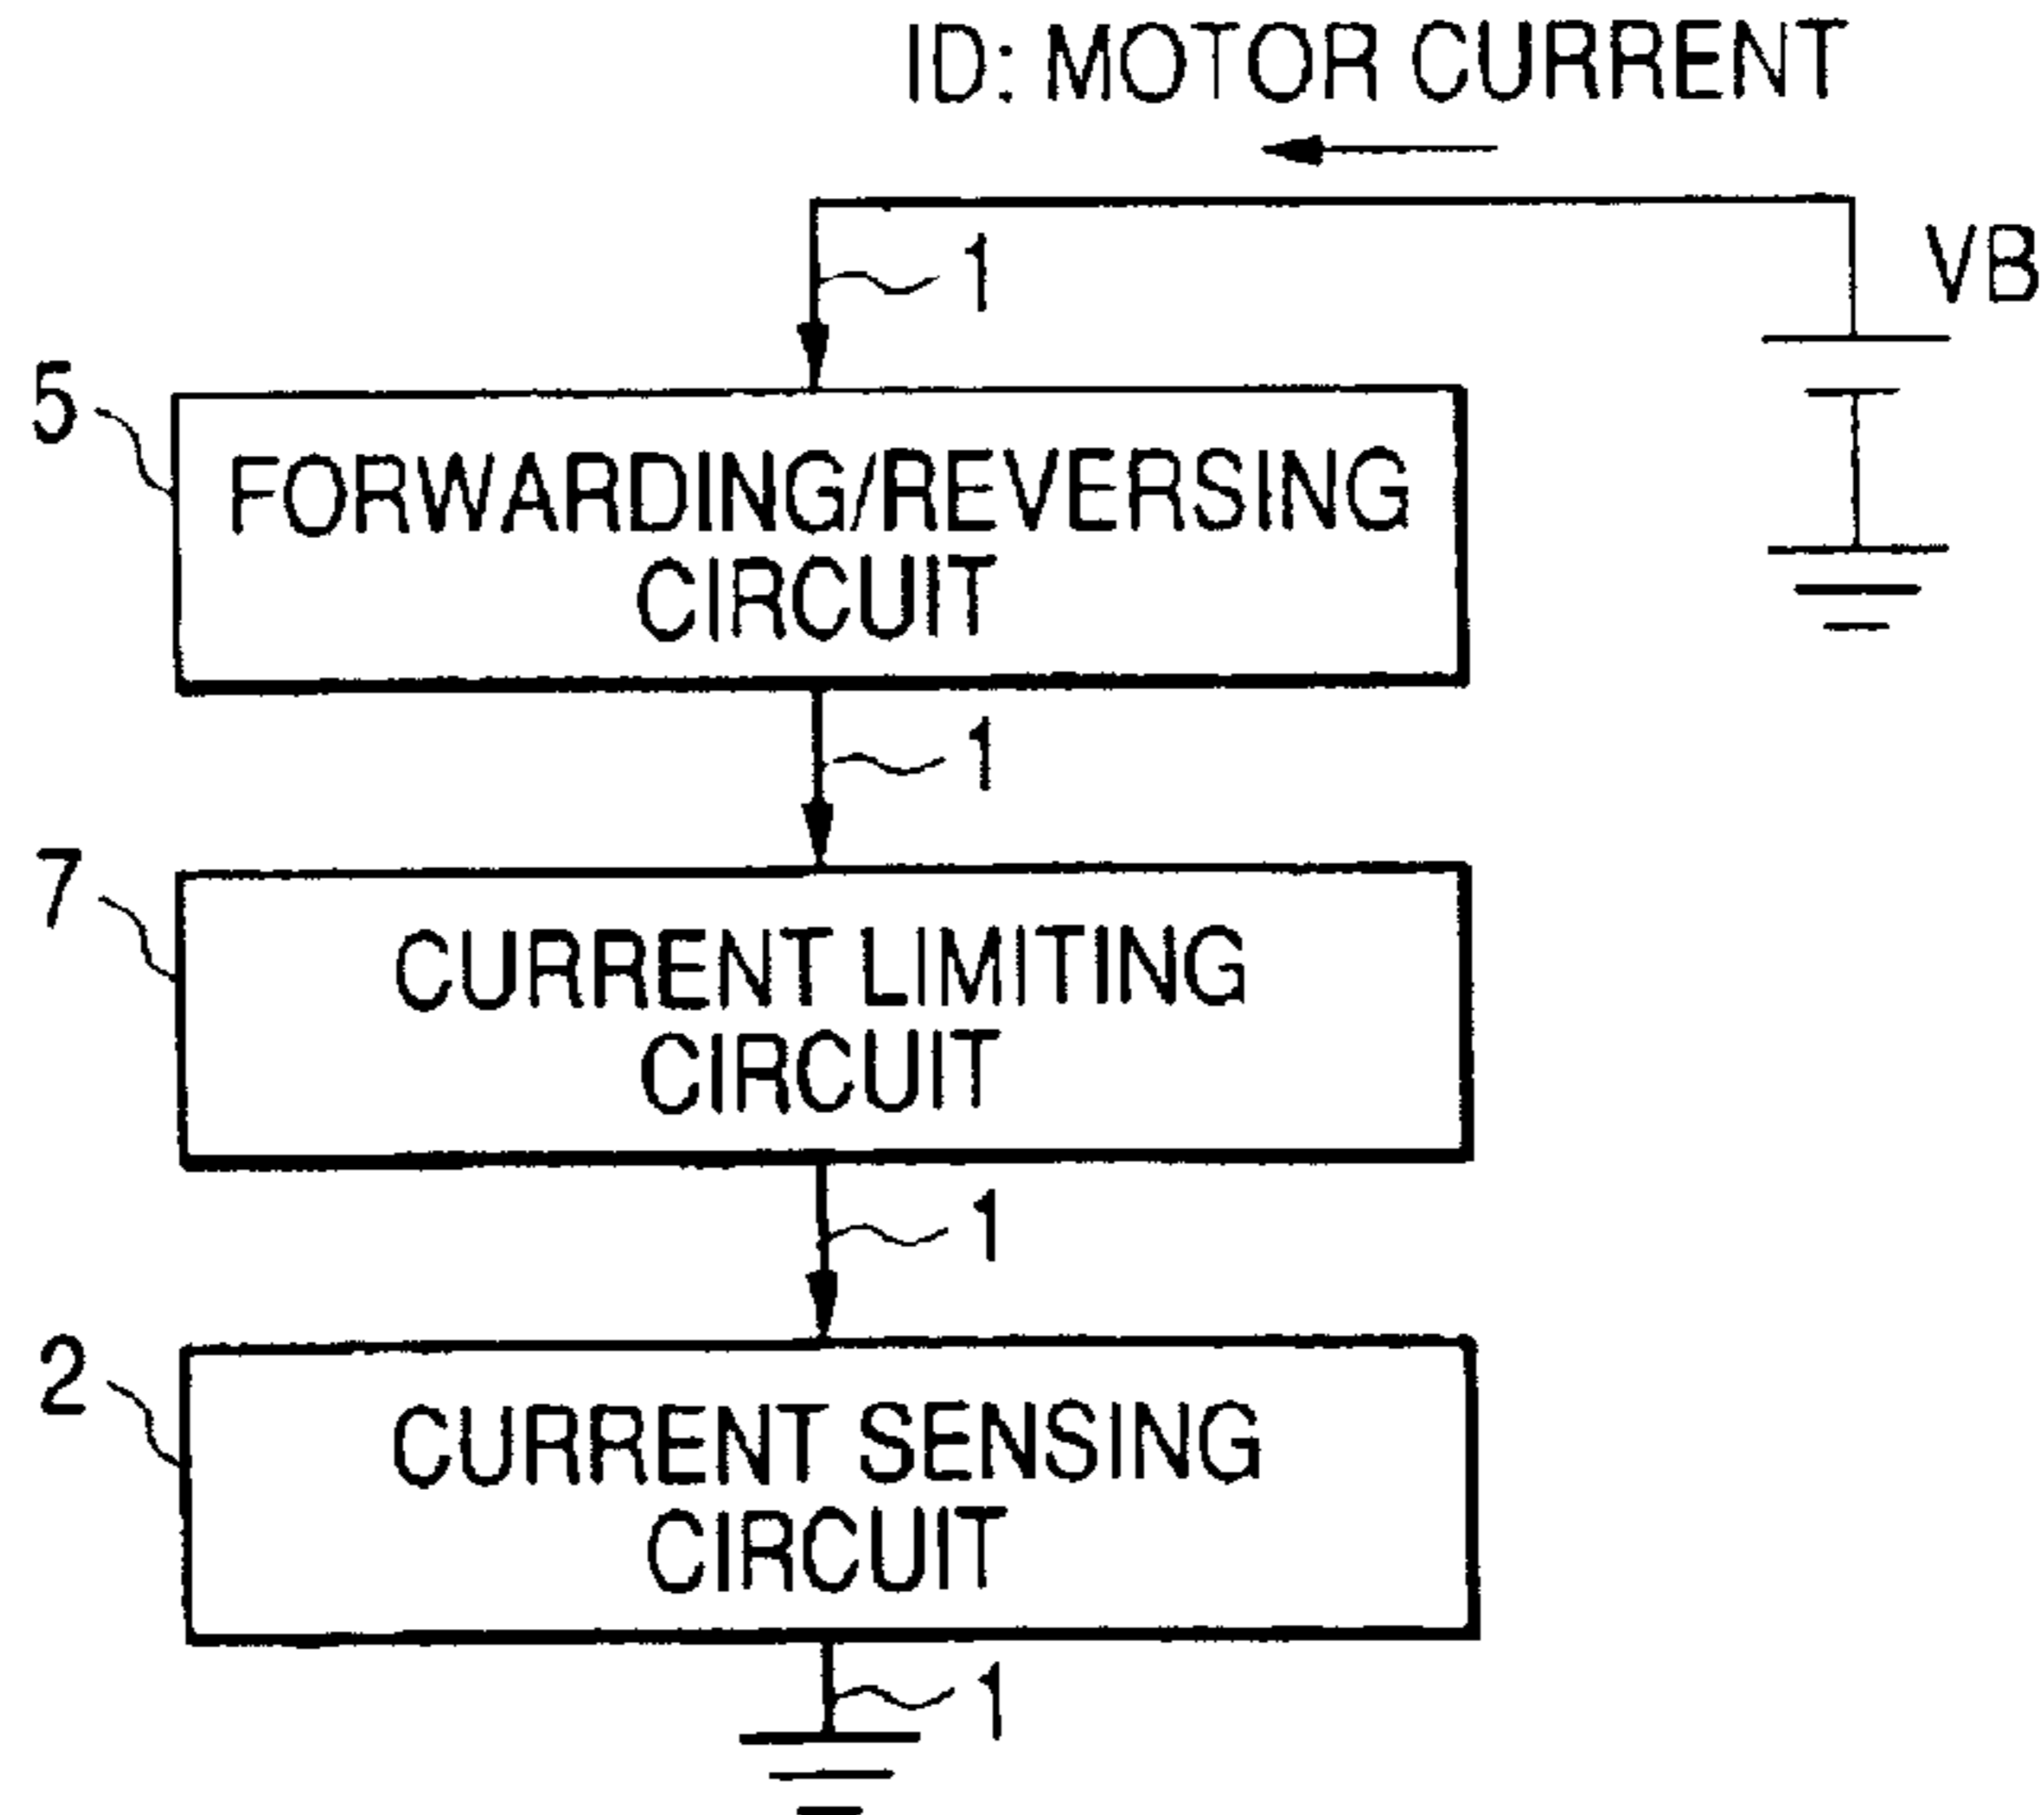 ID: MOTOR CURRENT
1
VB
5
FORWARDING/REVERSING
CIRCUIT
1
7
CURRENT LIMITING
CIRCUIT
1
2
CURRENT SENSING
CIRCUIT
1